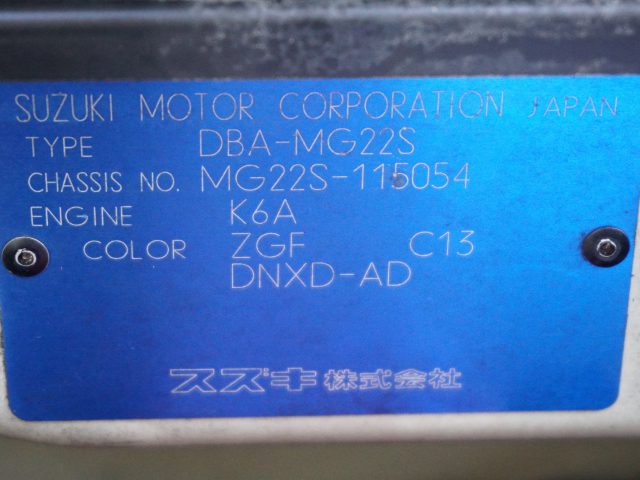 SUZUKI MOTOR CORPORATION JAPAN
TYPE DBA-MG22S
CHASSIS NO. MG22S-115054
ENGINE K6A
COLOR ZGF C13
DNXD-AD
スズキ株式会社